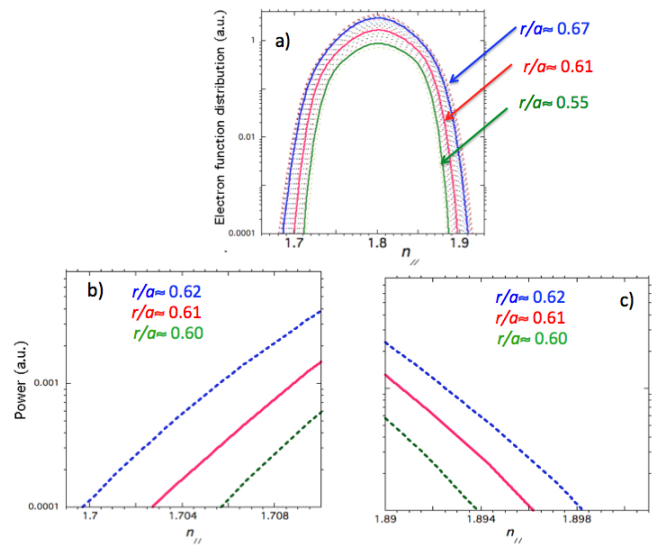 a)
Electron function distribution (a.u.)
1
0.01
0.0001
1.7
1.8
1.9
n//
r/a≈ 0.67
r/a≈ 0.61
r/a≈ 0.55
b)
r/a≈ 0.62
r/a≈ 0.61
r/a≈ 0.60
Power (a.u.)
0.001
0.0001
1.7
1.704
1.708
n//
c)
r/a≈ 0.62
r/a≈ 0.61
r/a≈ 0.60
1.89
1.894
1.898
n//